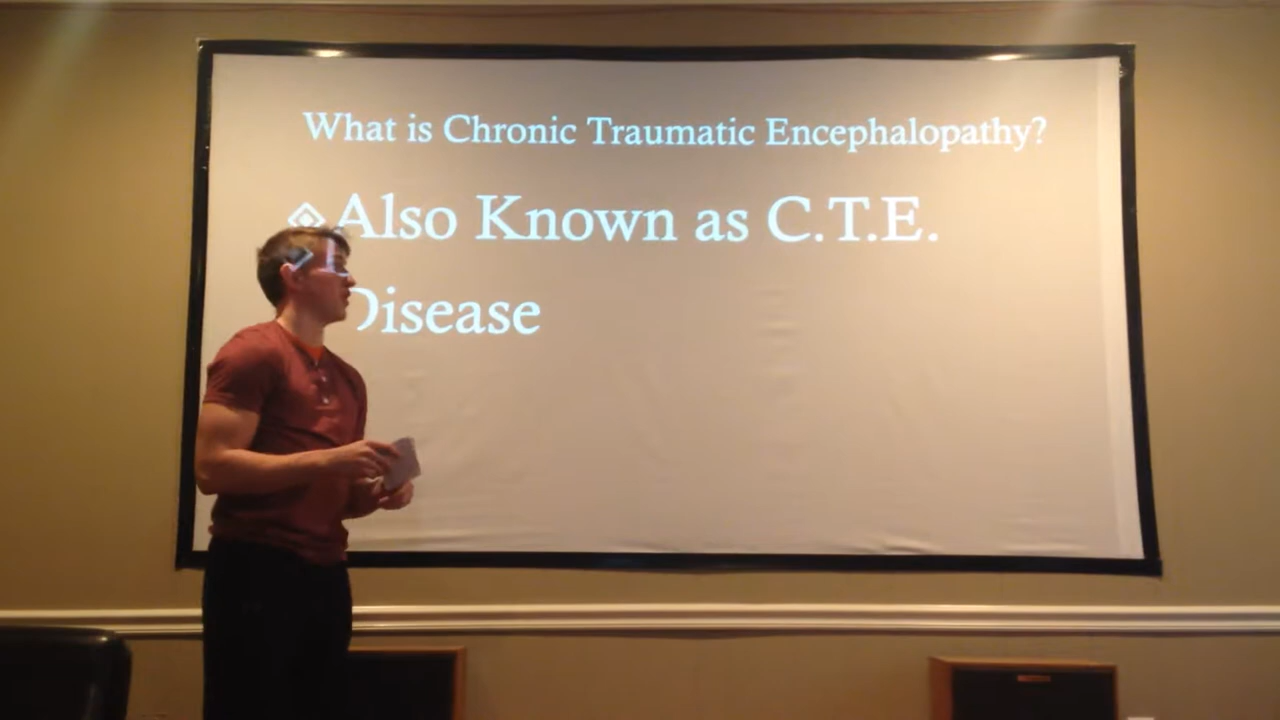 What is Chronic Traumatic Encephalopathy?
Also Known as C.T.E.
Disease